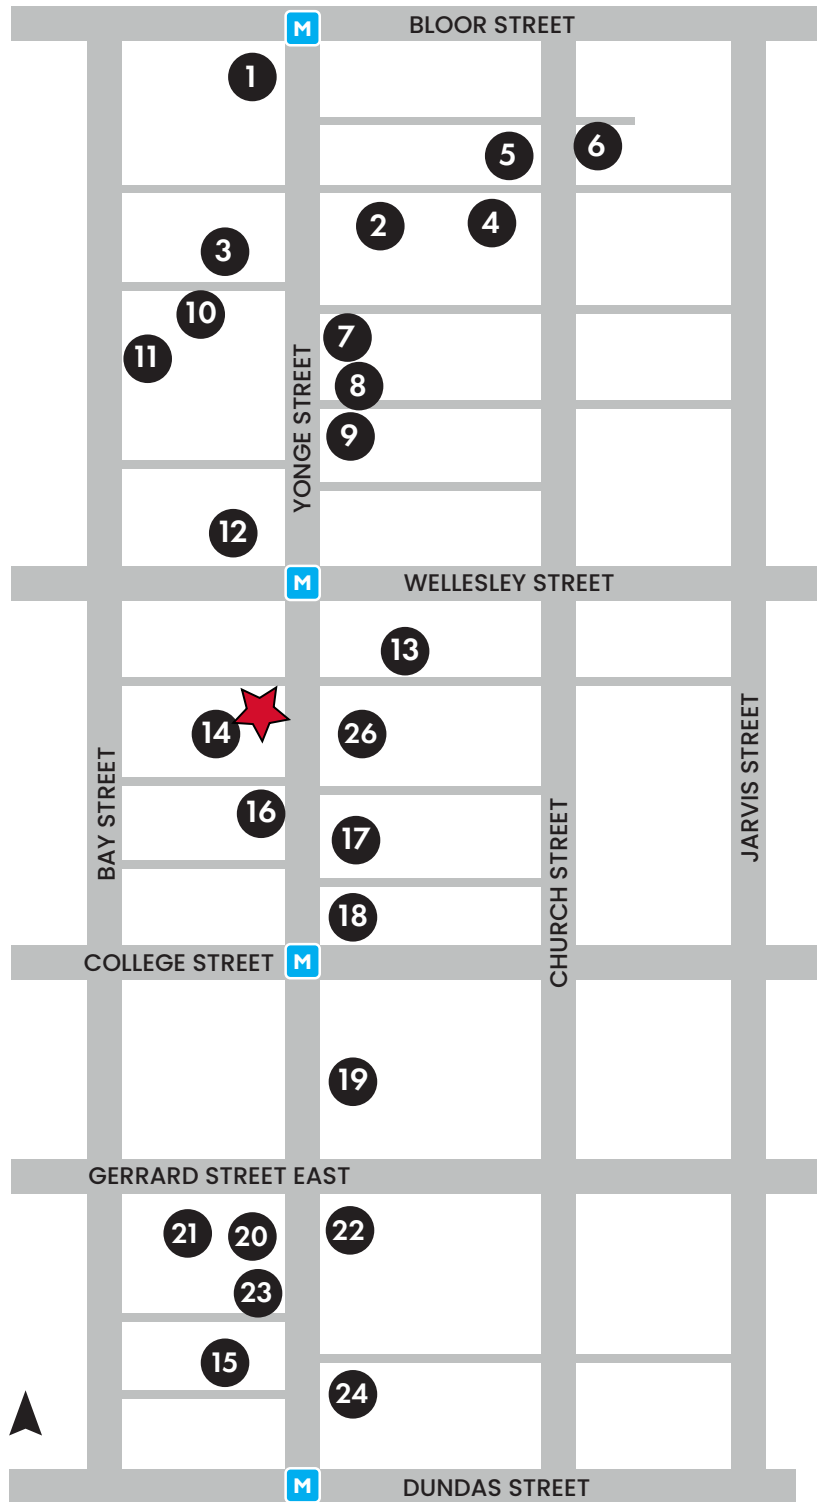 M
BLOOR STREET
1
5
6
2
4
3
10
7
11
8
9
YONGE STREET
12
M
WELLESLEY STREET
13
14
26
16
17
18
BAY STREET
CHURCH STREET
JARVIS STREET
COLLEGE STREET
M
19
GERRARD STREET EAST
21
20
22
23
15
24
M
DUNDAS STREET